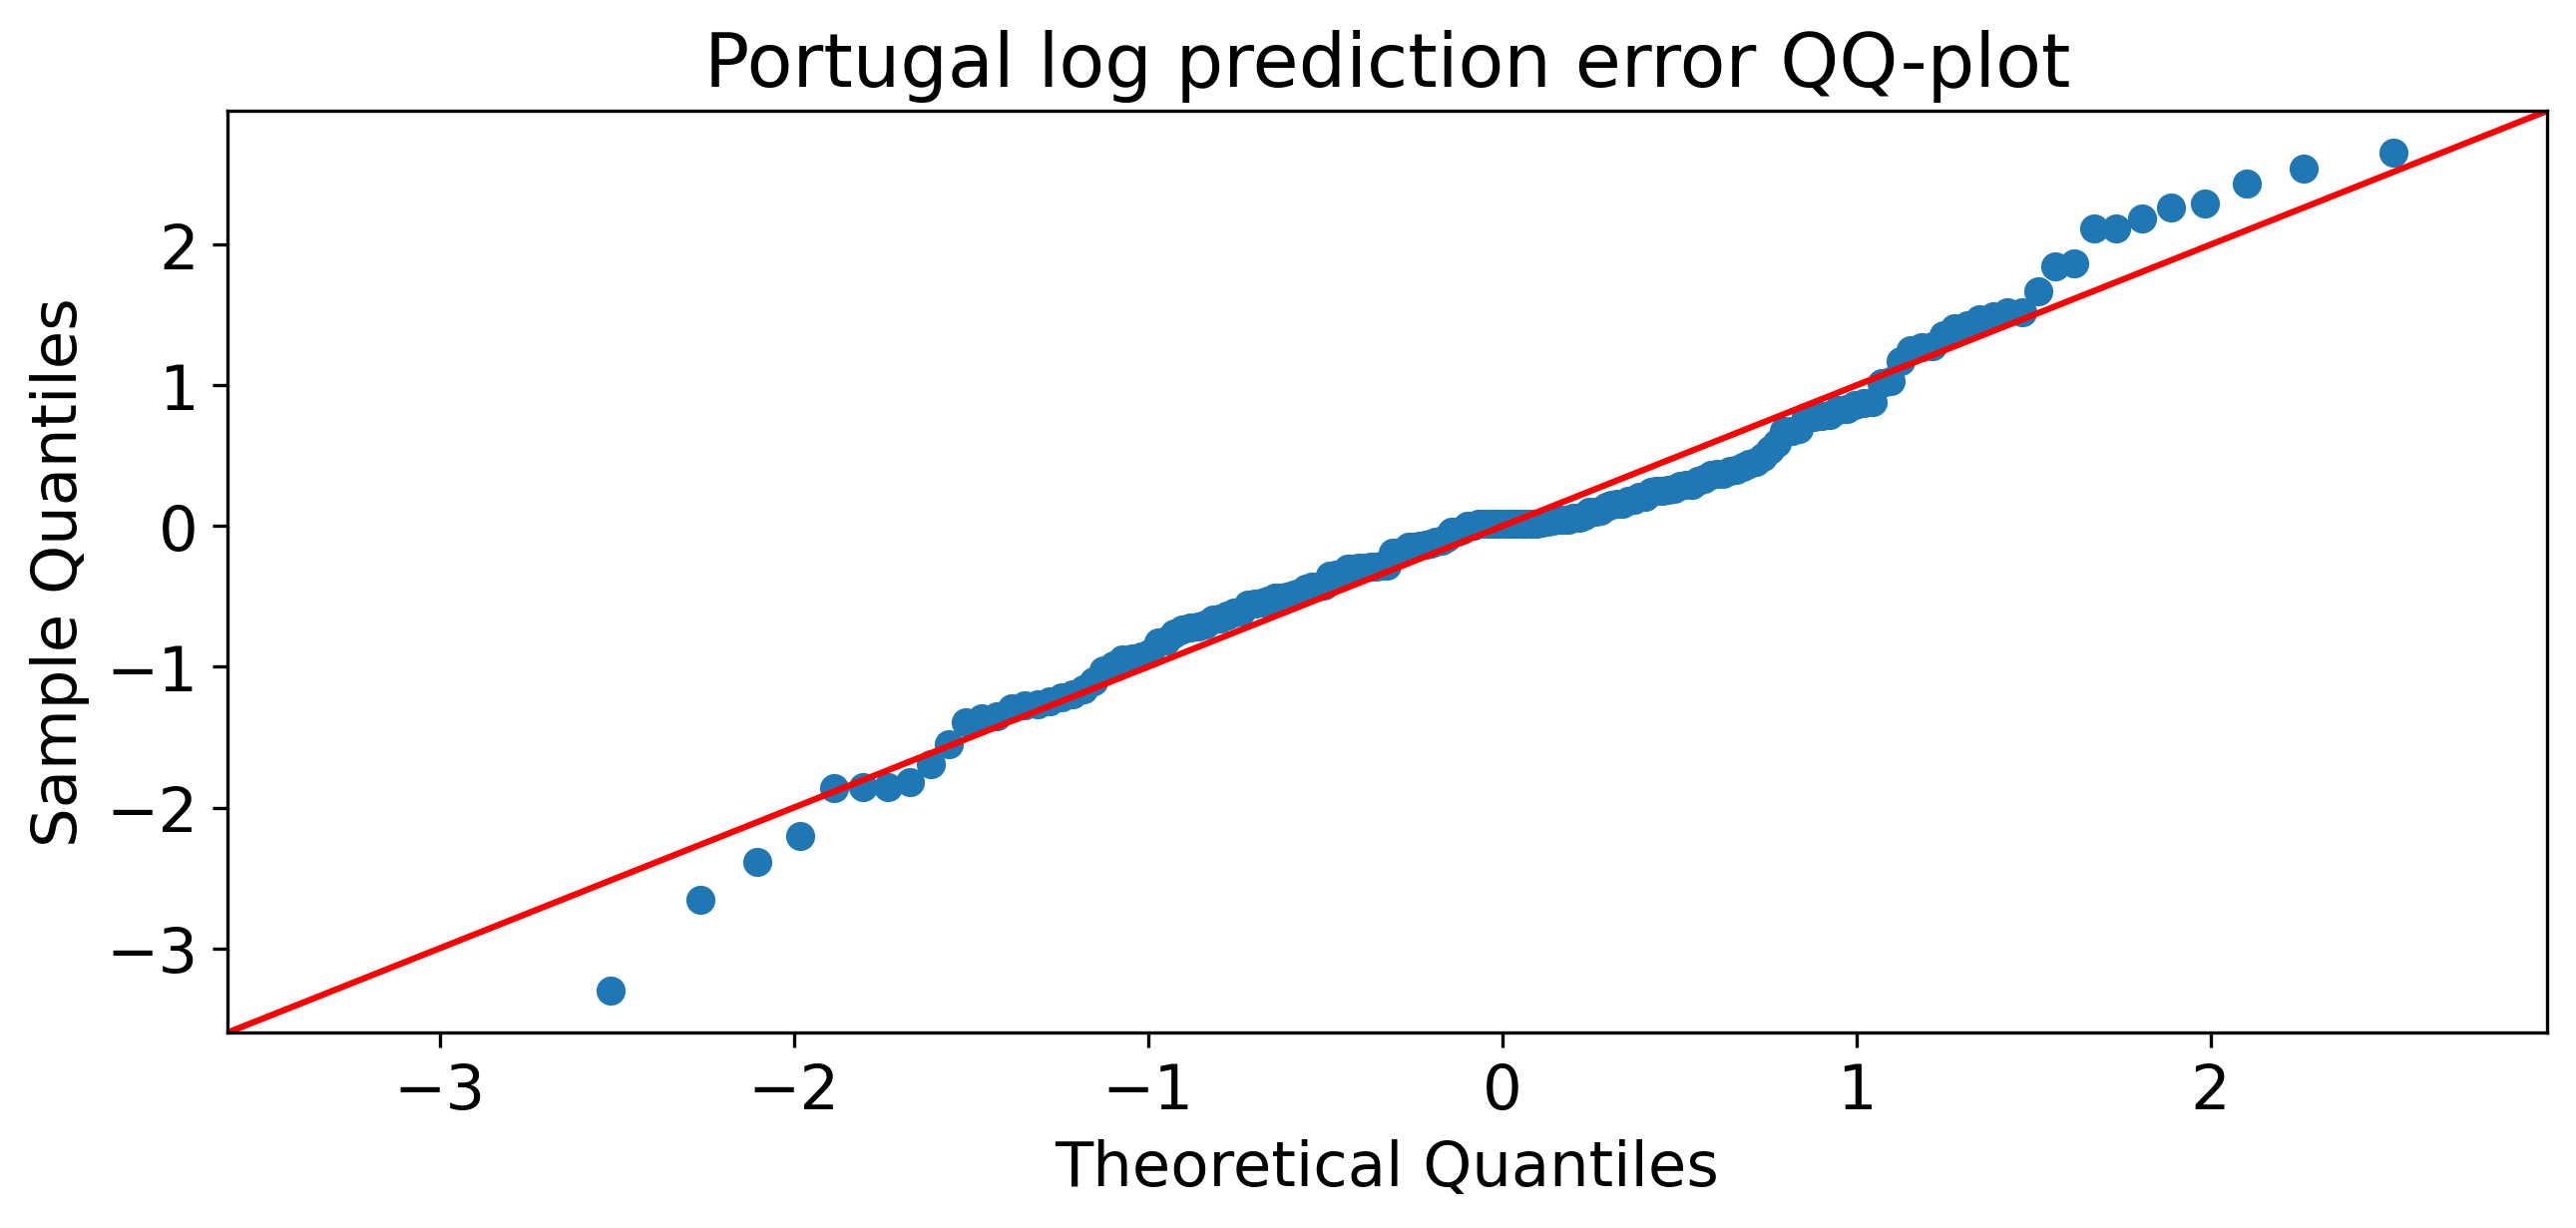 Portugal log prediction error QQ-plot
Sample Quantiles
2
1
0
−1
−2
−3
−3 −2 −1 0 1 2
Theoretical Quantiles